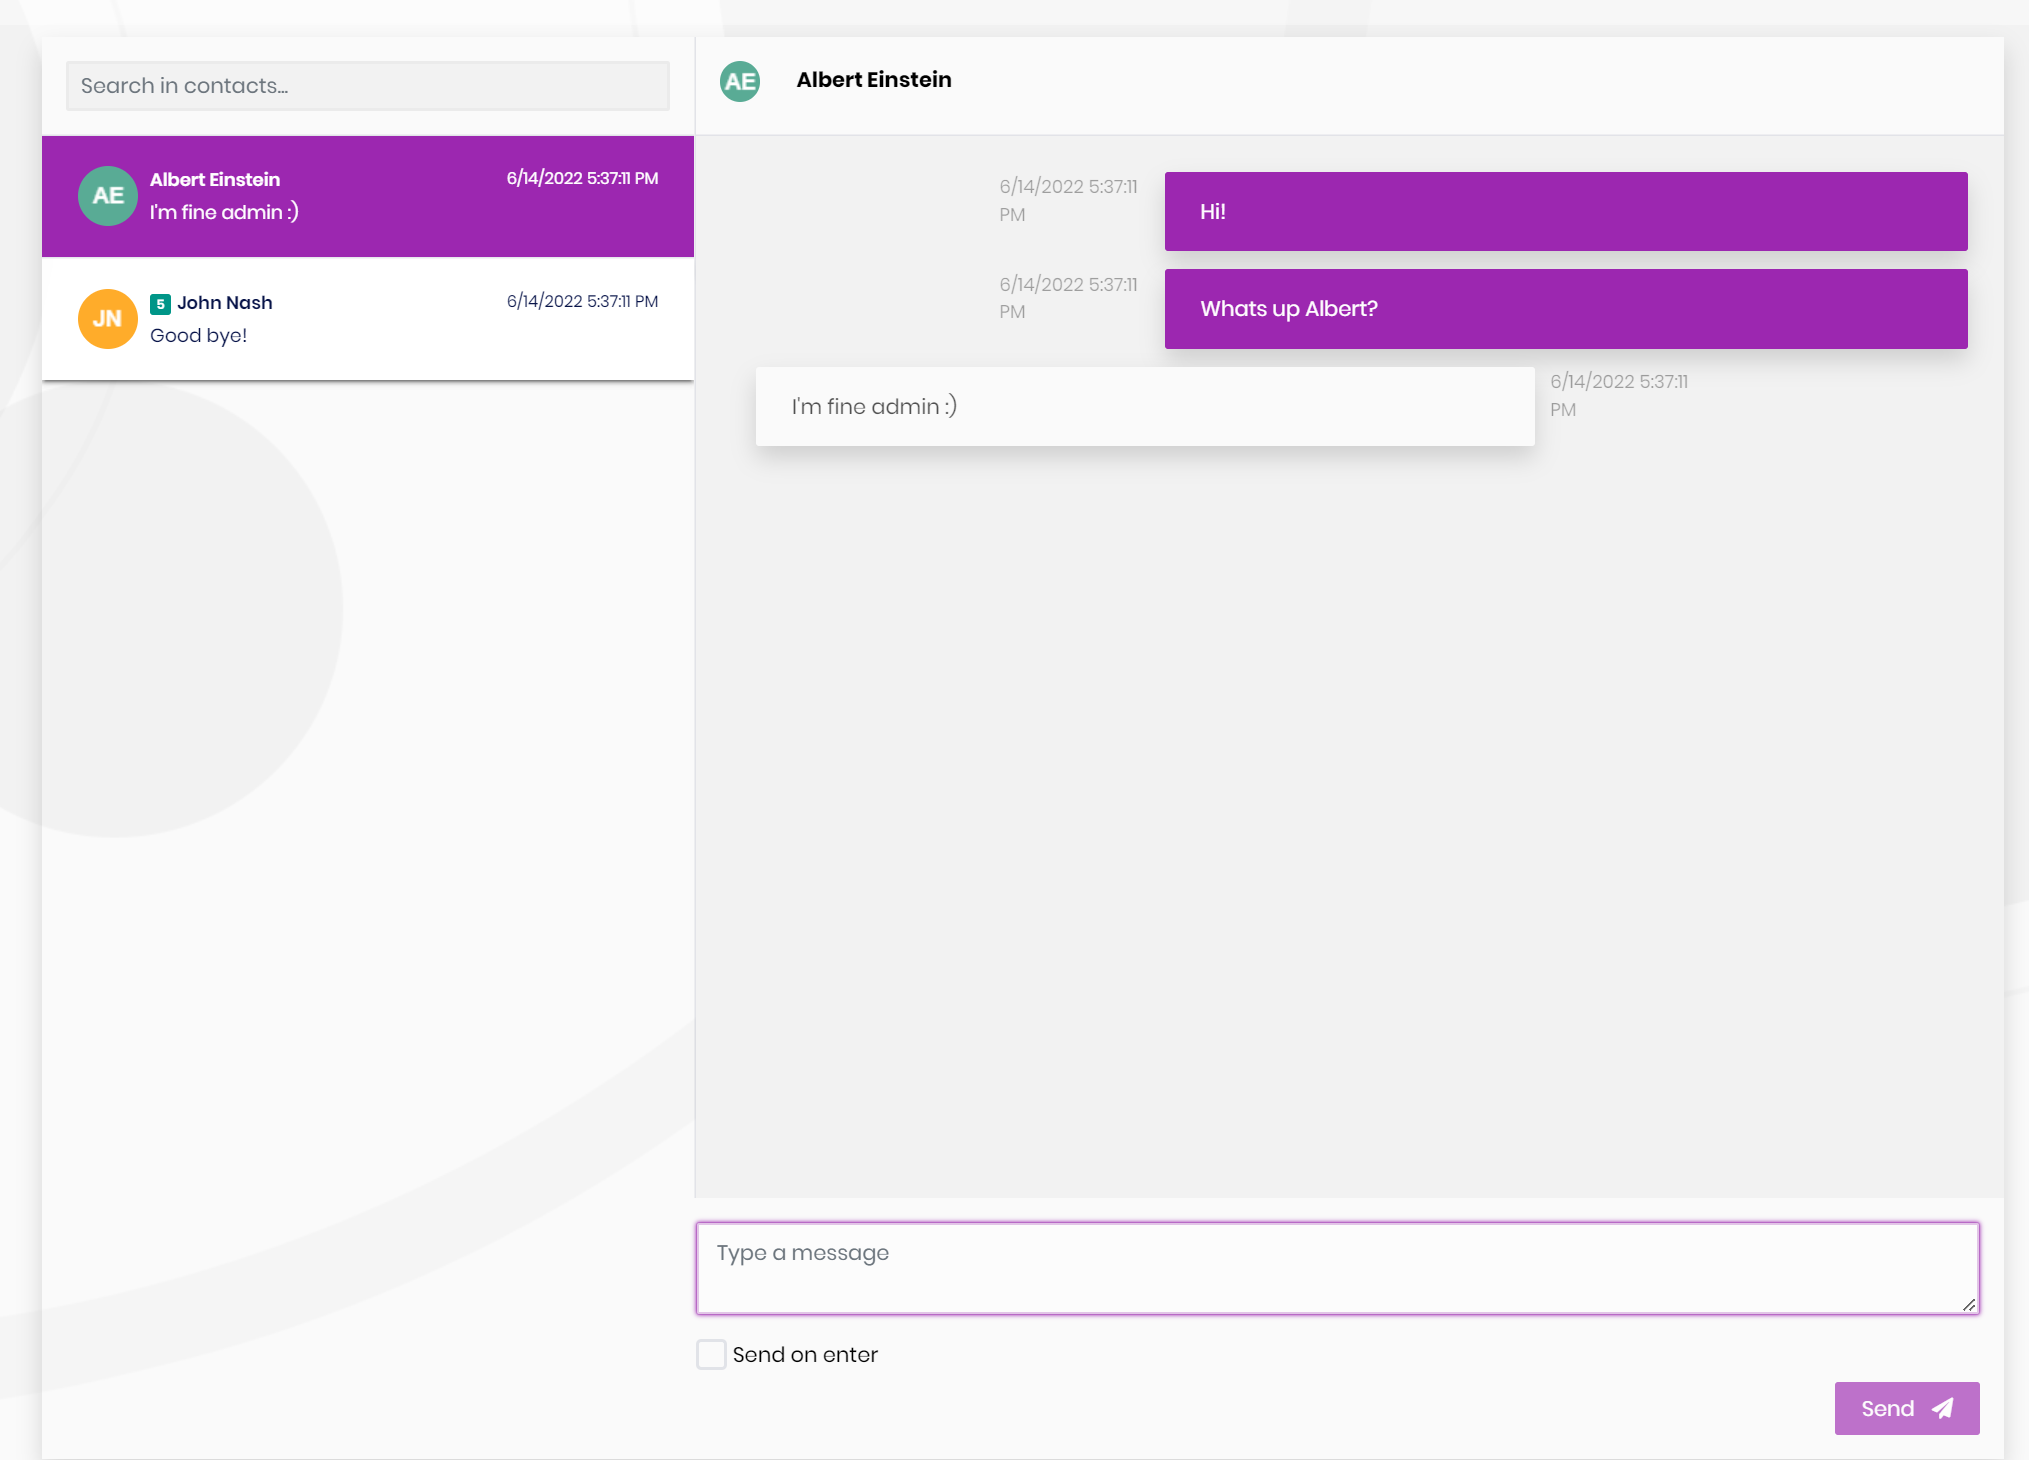 Search in contacts...
AE
Albert Einstein
6/14/2022 5:37:11 PM
I'm fine admin :)
JN
5 John Nash
6/14/2022 5:37:11 PM
Good bye!
AE
Albert Einstein
6/14/2022 5:37:11
PM
Hi!
6/14/2022 5:37:11
PM
Whats up Albert?
I'm fine admin :)
6/14/2022 5:37:11
PM
Type a message
Send on enter
Send